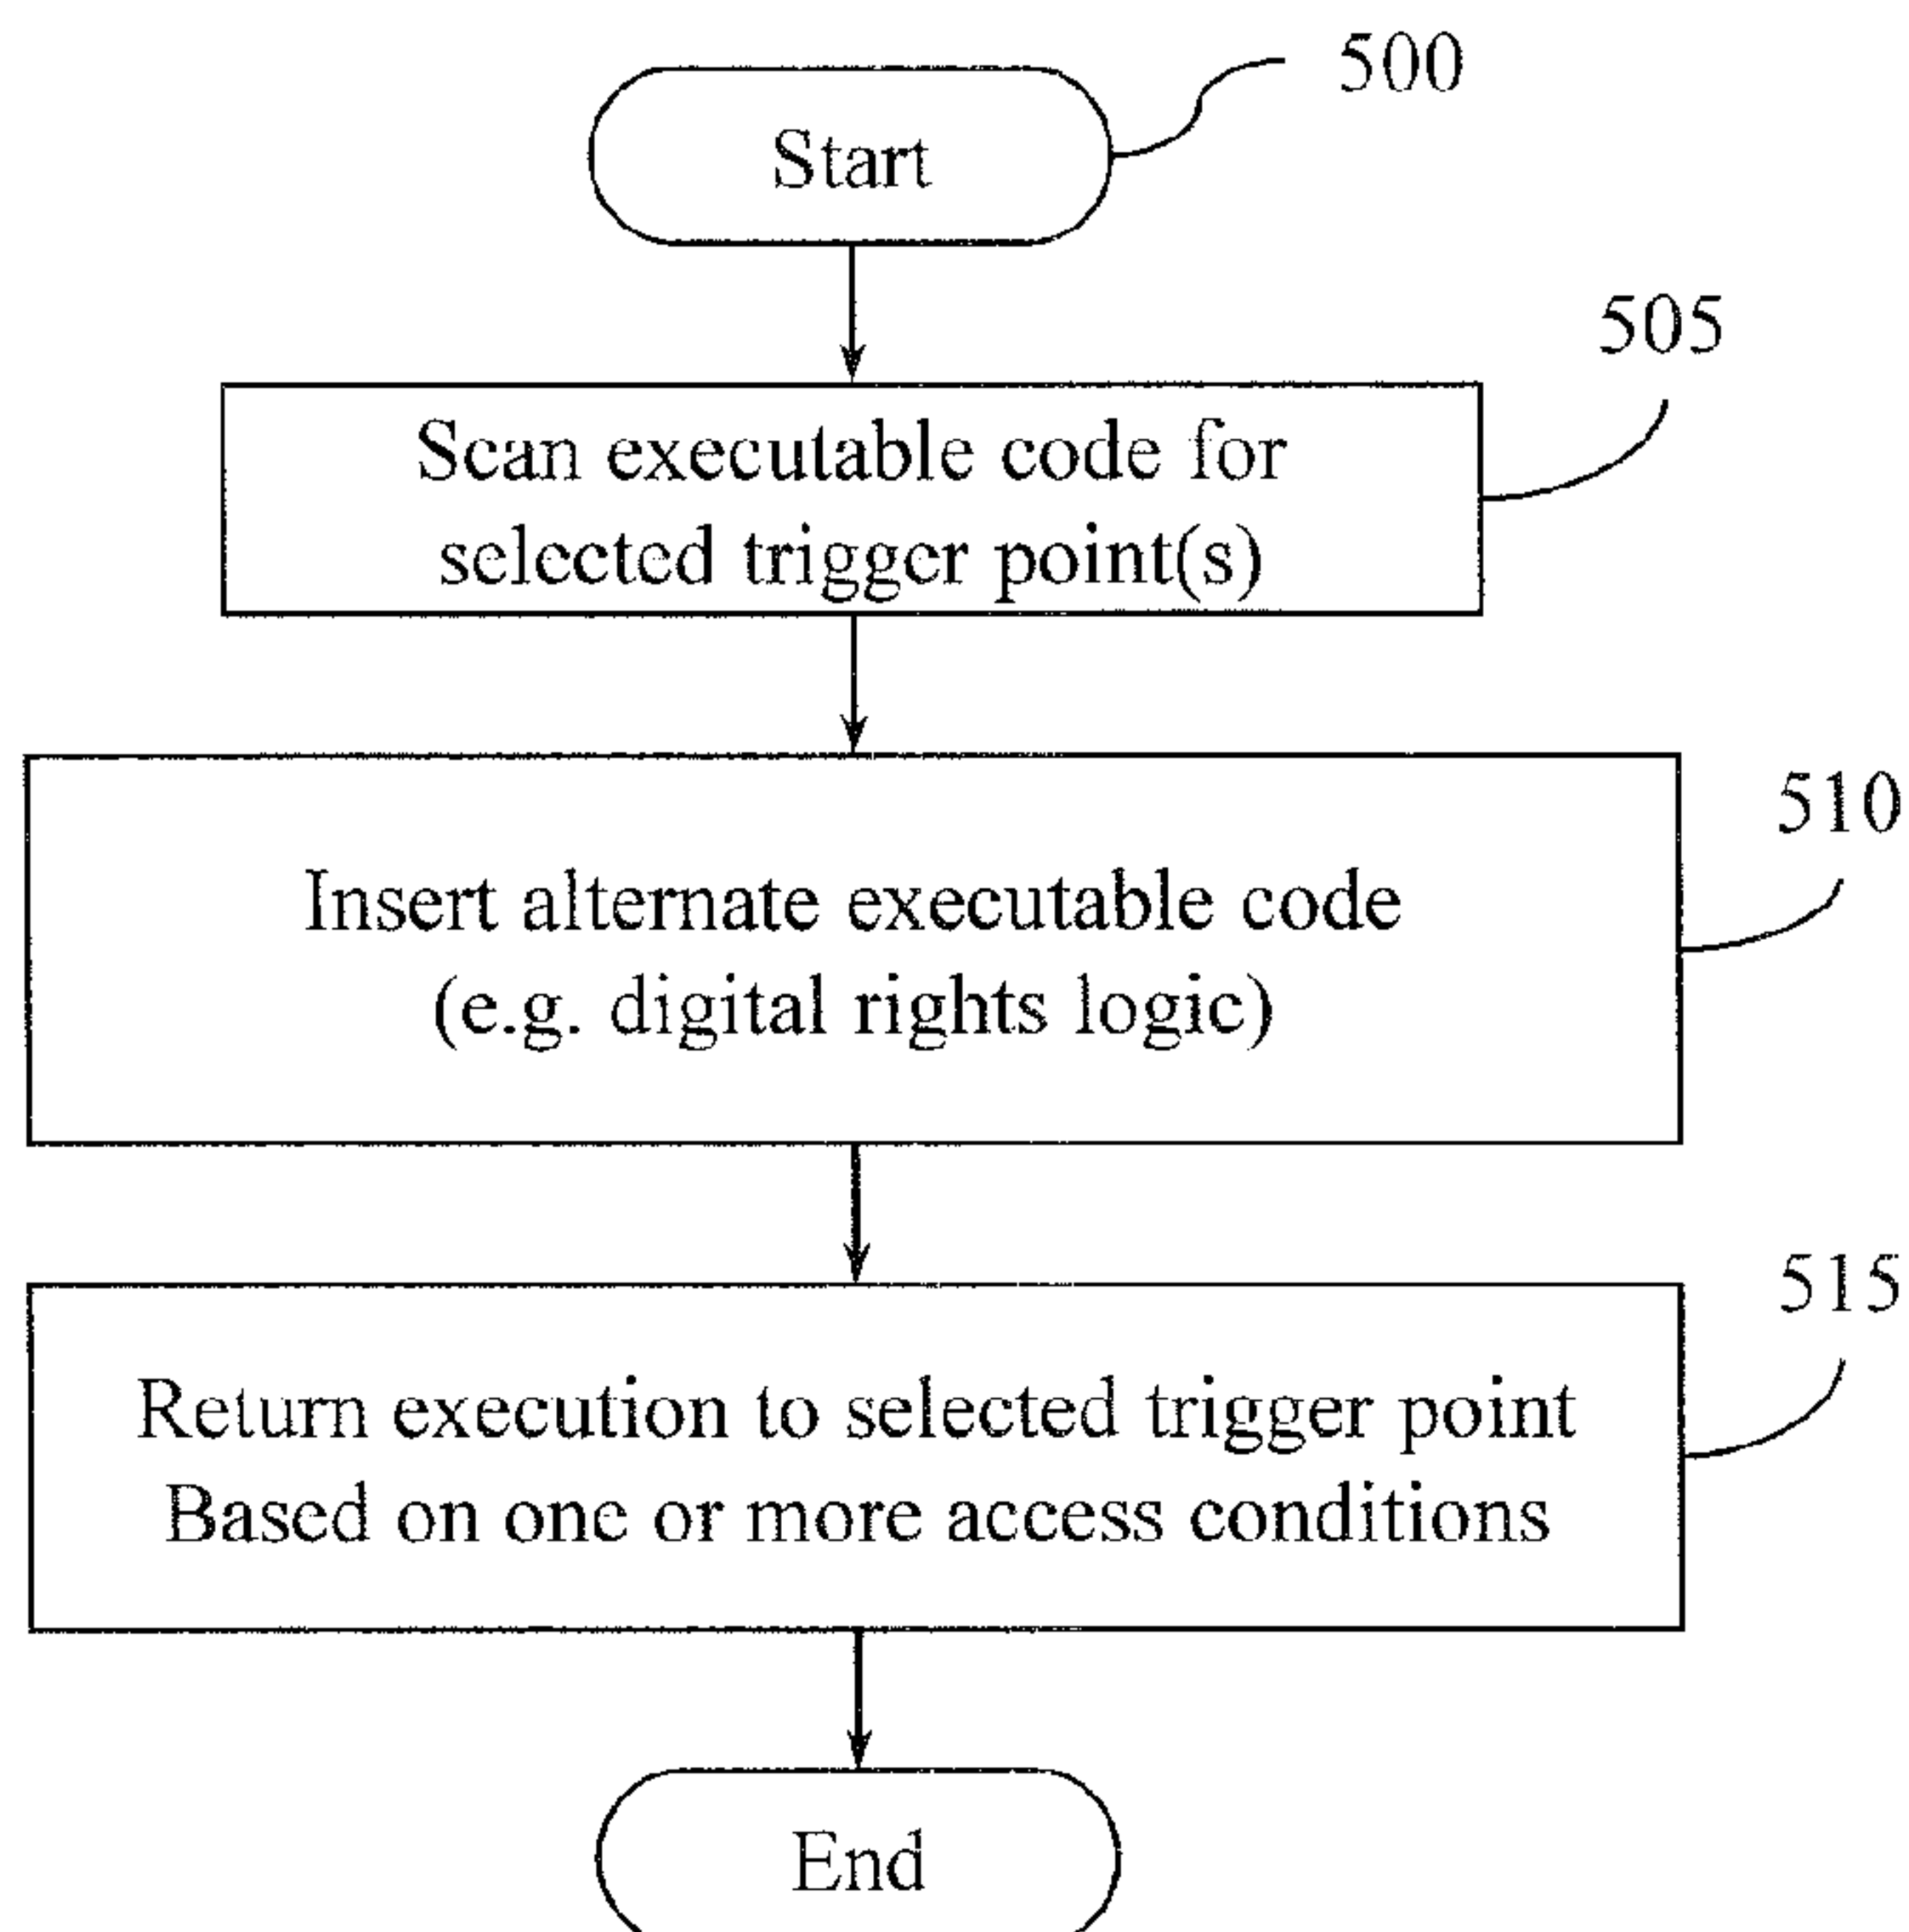 500
Start
505
Scan executable code for
selected trigger point(s)
510
Insert alternate executable code
(e.g. digital rights logic)
515
Return execution to selected trigger point
Based on one or more access conditions
End